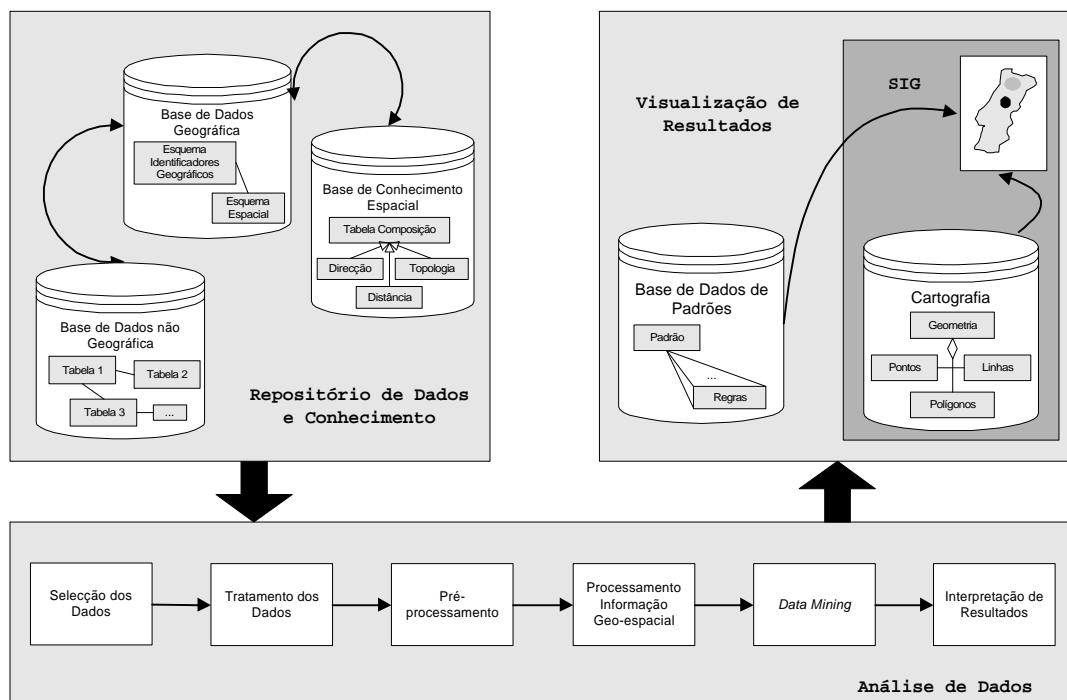 Base de Dados
Geográfica
Esquema
Identificadores
Geográficos
Esquema
Espacial
Base de Conhecimento
Espacial
Tabela Composição
Direcção
Topologia
Distância
Base de Dados não
Geográfica
Tabela 1
Tabela 2
Tabela 3
...
Repositório de Dados
e Conhecimento
Visualização de
Resultados
SIG
Base de Dados de
Padrões
Padrão
...
Regras
Cartografia
Geometria
Pontos
Linhas
Polígonos
Selecção dos
Dados
Tratamento dos
Dados
Pré-
processamento
Processamento
Informação
Geo-espacial
Data Mining
Interpretação de
Resultados
Análise de Dados